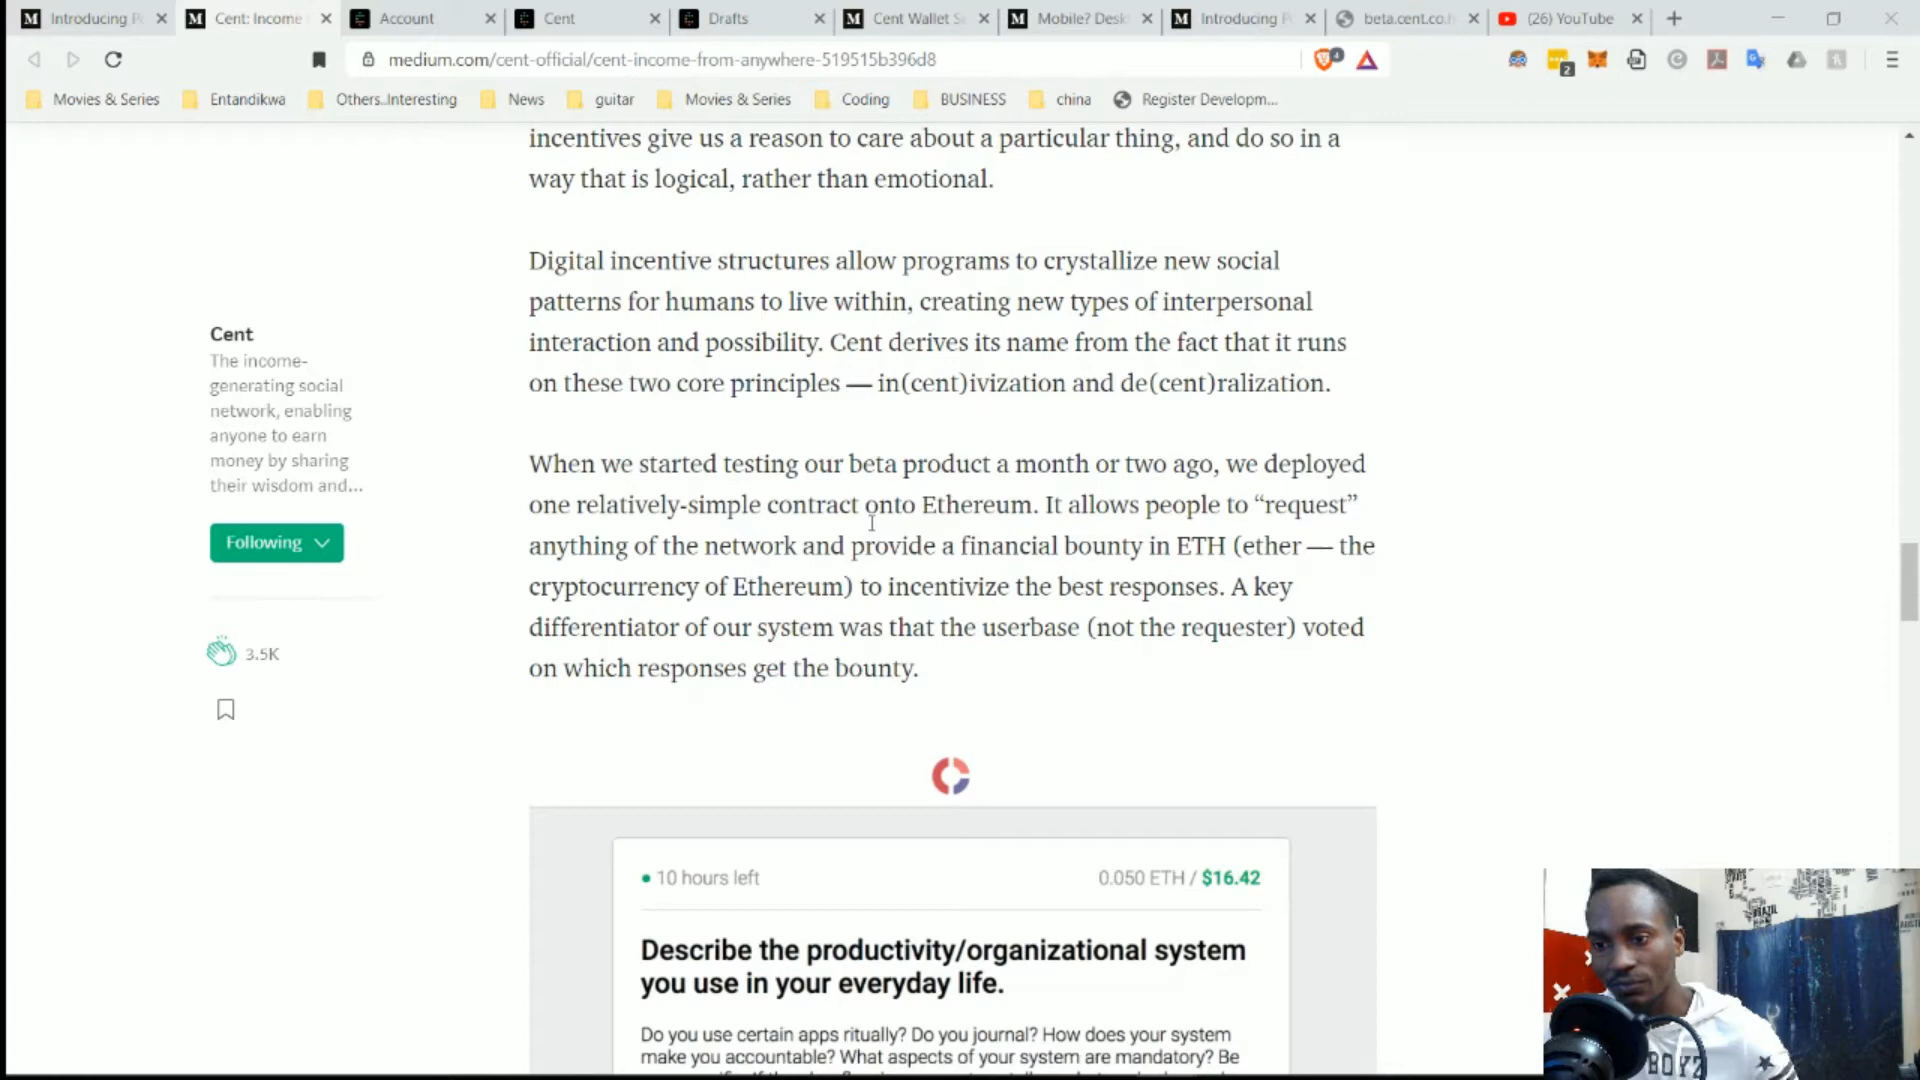 Introducing P
Cent: Income
Account
Cent
Drafts
Cent Wallet S
Mobile? Desk
Introducing P
beta.cent.co
(26) YouTube
medium.com/cent-official/cent-income-from-anywhere-519515b396d8
4
2
Movies & Series
Entandikwa
Others..Interesting
News
guitar
Movies & Series
Coding
BUSINESS
china
Register Developm...
incentives give us a reason to care about a particular thing, and do so in a
way that is logical, rather than emotional.
Digital incentive structures allow programs to crystallize new social
patterns for humans to live within, creating new types of interpersonal
interaction and possibility. Cent derives its name from the fact that it runs
on these two core principles — in(cent)ivization and de(cent)ralization.
Cent
The income-
generating social
network, enabling
anyone to earn
money by sharing
their wisdom and...
Following
3.5K
When we started testing our beta product a month or two ago, we deployed
one relatively-simple contract onto Ethereum. It allows people to “request”
anything of the network and provide a financial bounty in ETH (ether — the
cryptocurrency of Ethereum) to incentivize the best responses. A key
differentiator of our system was that the userbase (not the requester) voted
on which responses get the bounty.
10 hours left
0.050 ETH / $16.42
Describe the productivity/organizational system
you use in your everyday life.
Do you use certain apps ritually? Do you journal? How does your system
make you accountable? What aspects of your system are mandatory? Be
BRAZIL
BOYZ